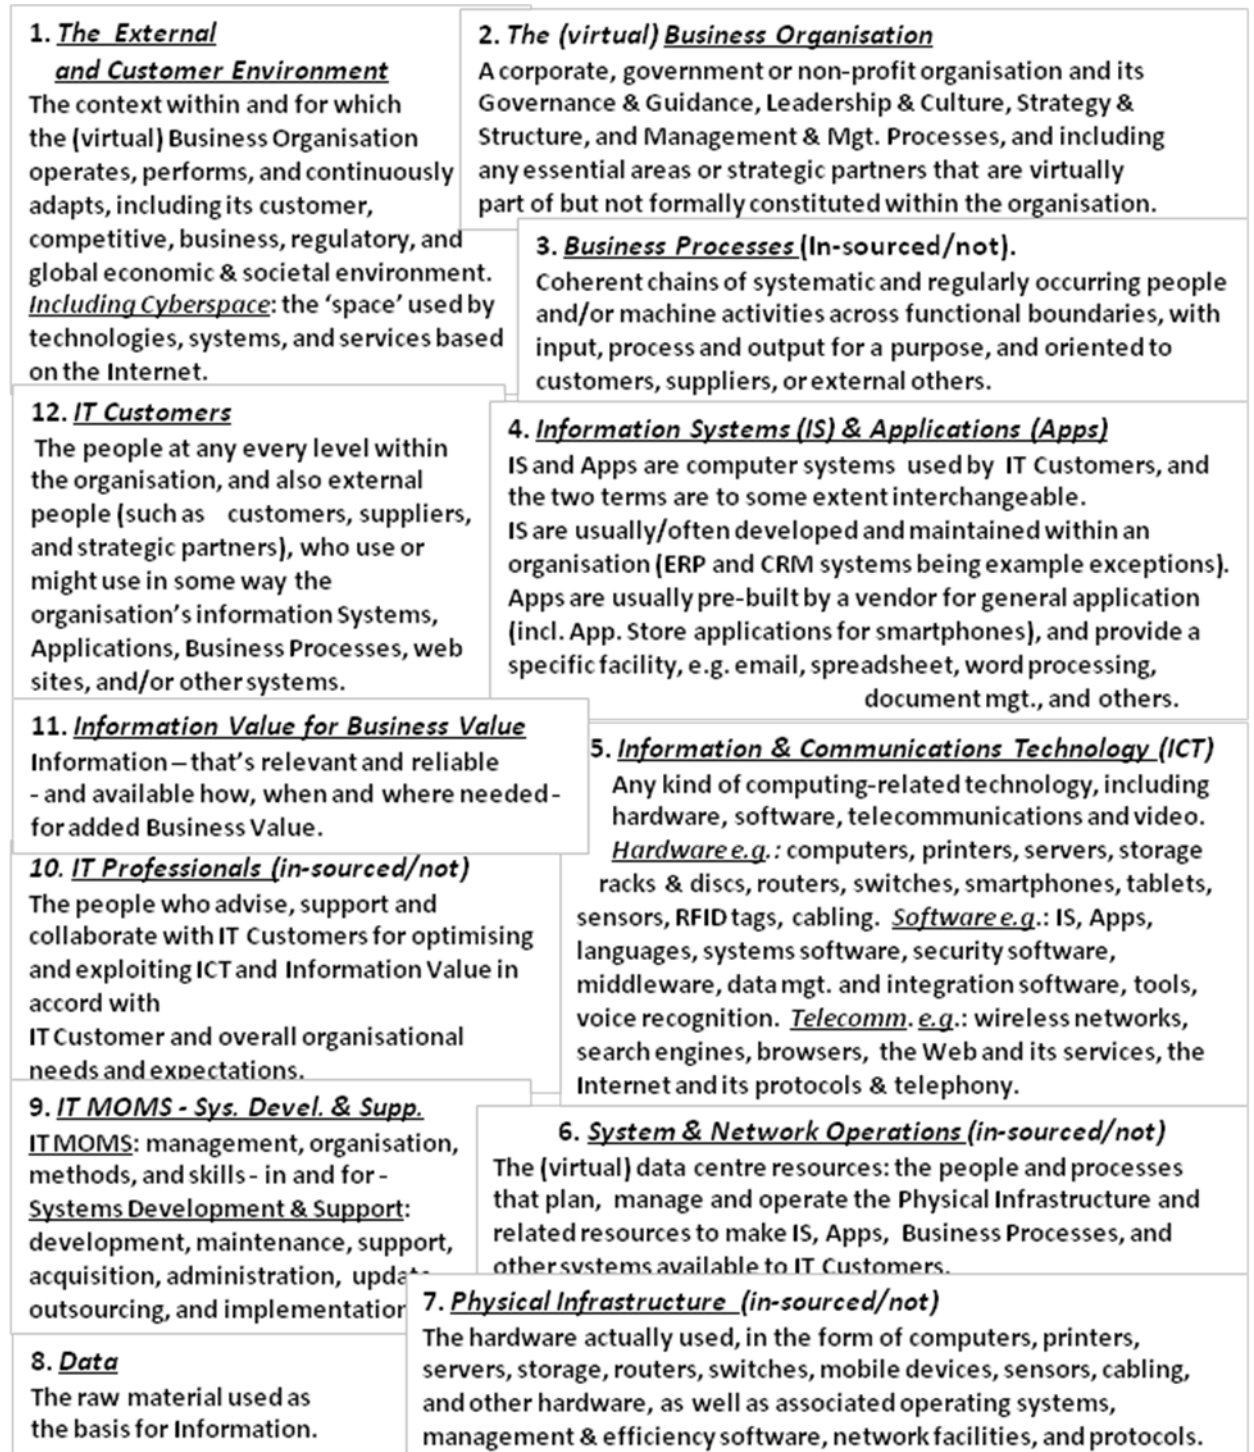 1. The External
and Customer Environment
The context within and for which
the (virtual) Business Organisation
operates, performs, and continuously
adapts, including its customer,
competitive, business, regulatory, and
global economic & societal environment.
Including Cyberspace: the ‘space’ used by
technologies, systems, and services based
on the Internet.
2. The (virtual) Business Organisation
A corporate, government or non-profit organisation and its
Governance & Guidance, Leadership & Culture, Strategy &
Structure, and Management & Mgt. Processes, and including
any essential areas or strategic partners that are virtually
part of but not formally constituted within the organisation.
3. Business Processes (In-sourced/not).
Coherent chains of systematic and regularly occurring people
and/or machine activities across functional boundaries, with
input, process and output for a purpose, and oriented to
customers, suppliers, or external others.
12. IT Customers
The people at any every level within
the organisation, and also external
people (such as customers, suppliers,
and strategic partners), who use or
might use in some way the
organisation’s information Systems,
Applications, Business Processes, web
sites, and/or other systems.
4. Information Systems (IS) & Applications (Apps)
IS and Apps are computer systems used by IT Customers, and
the two terms are to some extent interchangeable.
IS are usually/often developed and maintained within an
organisation (ERP and CRM systems being example exceptions).
Apps are usually pre-built by a vendor for general application
(incl. App. Store applications for smartphones), and provide a
specific facility, e.g. email, spreadsheet, word processing,
document mgt., and others.
11. Information Value for Business Value
Information – that’s relevant and reliable
- and available how, when and where needed -
for added Business Value.
5. Information & Communications Technology (ICT)
Any kind of computing-related technology, including
hardware, software, telecommunications and video.
Hardware e.g.: computers, printers, servers, storage
racks & discs, routers, switches, smartphones, tablets,
sensors, RFID tags, cabling. Software e.g.: IS, Apps,
languages, systems software, security software,
middleware, data mgt. and integration software, tools,
voice recognition. Telecomm. e.g.: wireless networks,
search engines, browsers, the Web and its services, the
Internet and its protocols & telephony.
10. IT Professionals (in-sourced/not)
The people who advise, support and
collaborate with IT Customers for optimising
and exploiting ICT and Information Value in
accord with
IT Customer and overall organisational
needs and expectations.
9. IT MOMS - Sys. Devel. & Supp.
IT MOMS: management, organisation,
methods, and skills - in and for -
Systems Development & Support:
development, maintenance, support,
acquisition, administration,
outsourcing, and implementation
6. System & Network Operations (in-sourced/not)
The (virtual) data centre resources: the people and processes
that plan, manage and operate the Physical Infrastructure and
related resources to make IS, Apps, Business Processes, and
other systems available to IT Customers.
7. Physical Infrastructure (in-sourced/not)
The hardware actually used, in the form of computers, printers,
servers, storage, routers, switches, mobile devices, sensors, cabling,
and other hardware, as well as associated operating systems,
management & efficiency software, network facilities, and protocols.
8. Data
The raw material used as
the basis for Information.